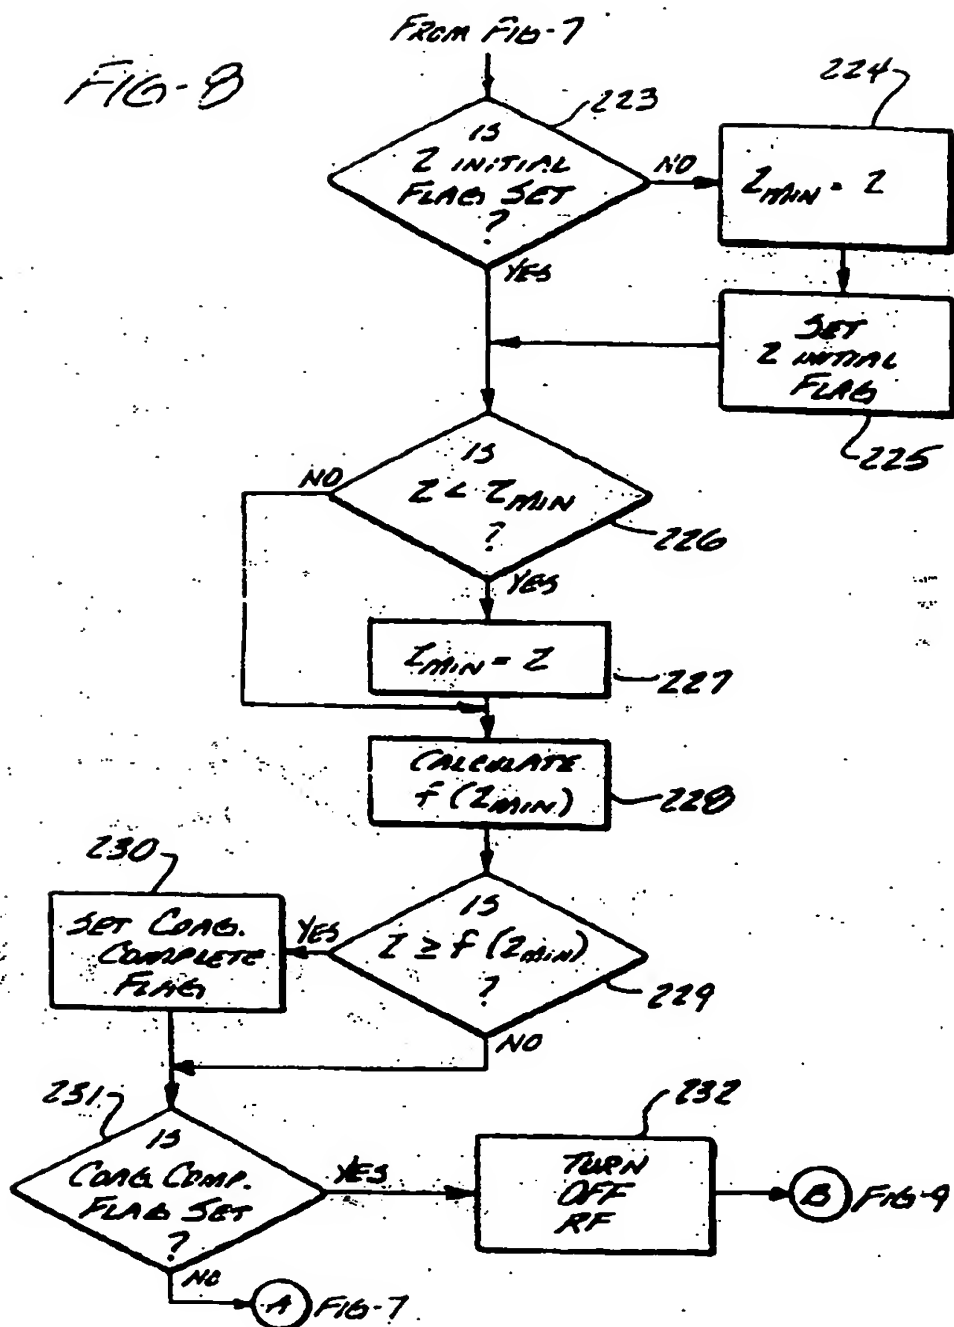 FROM FIG-7
FIG-8
223
224
IS
Z INITIAL
FLAG SET
?
NO
YES
ZMIN = Z
SET
Z INITIAL
FLAG
225
IS
Z < ZMIN
?
NO
226
YES
ZMIN = Z
227
CALCULATE
f (ZMIN)
228
230
SET COAG.
COMPLETE
FLAG
YES
IS
Z ≥ f (ZMIN)
?
229
NO
231
IS
COAG. COMP.
FLAG SET
?
YES
232
TURN
OFF
RF
B FIG-9
NO
A FIG-7